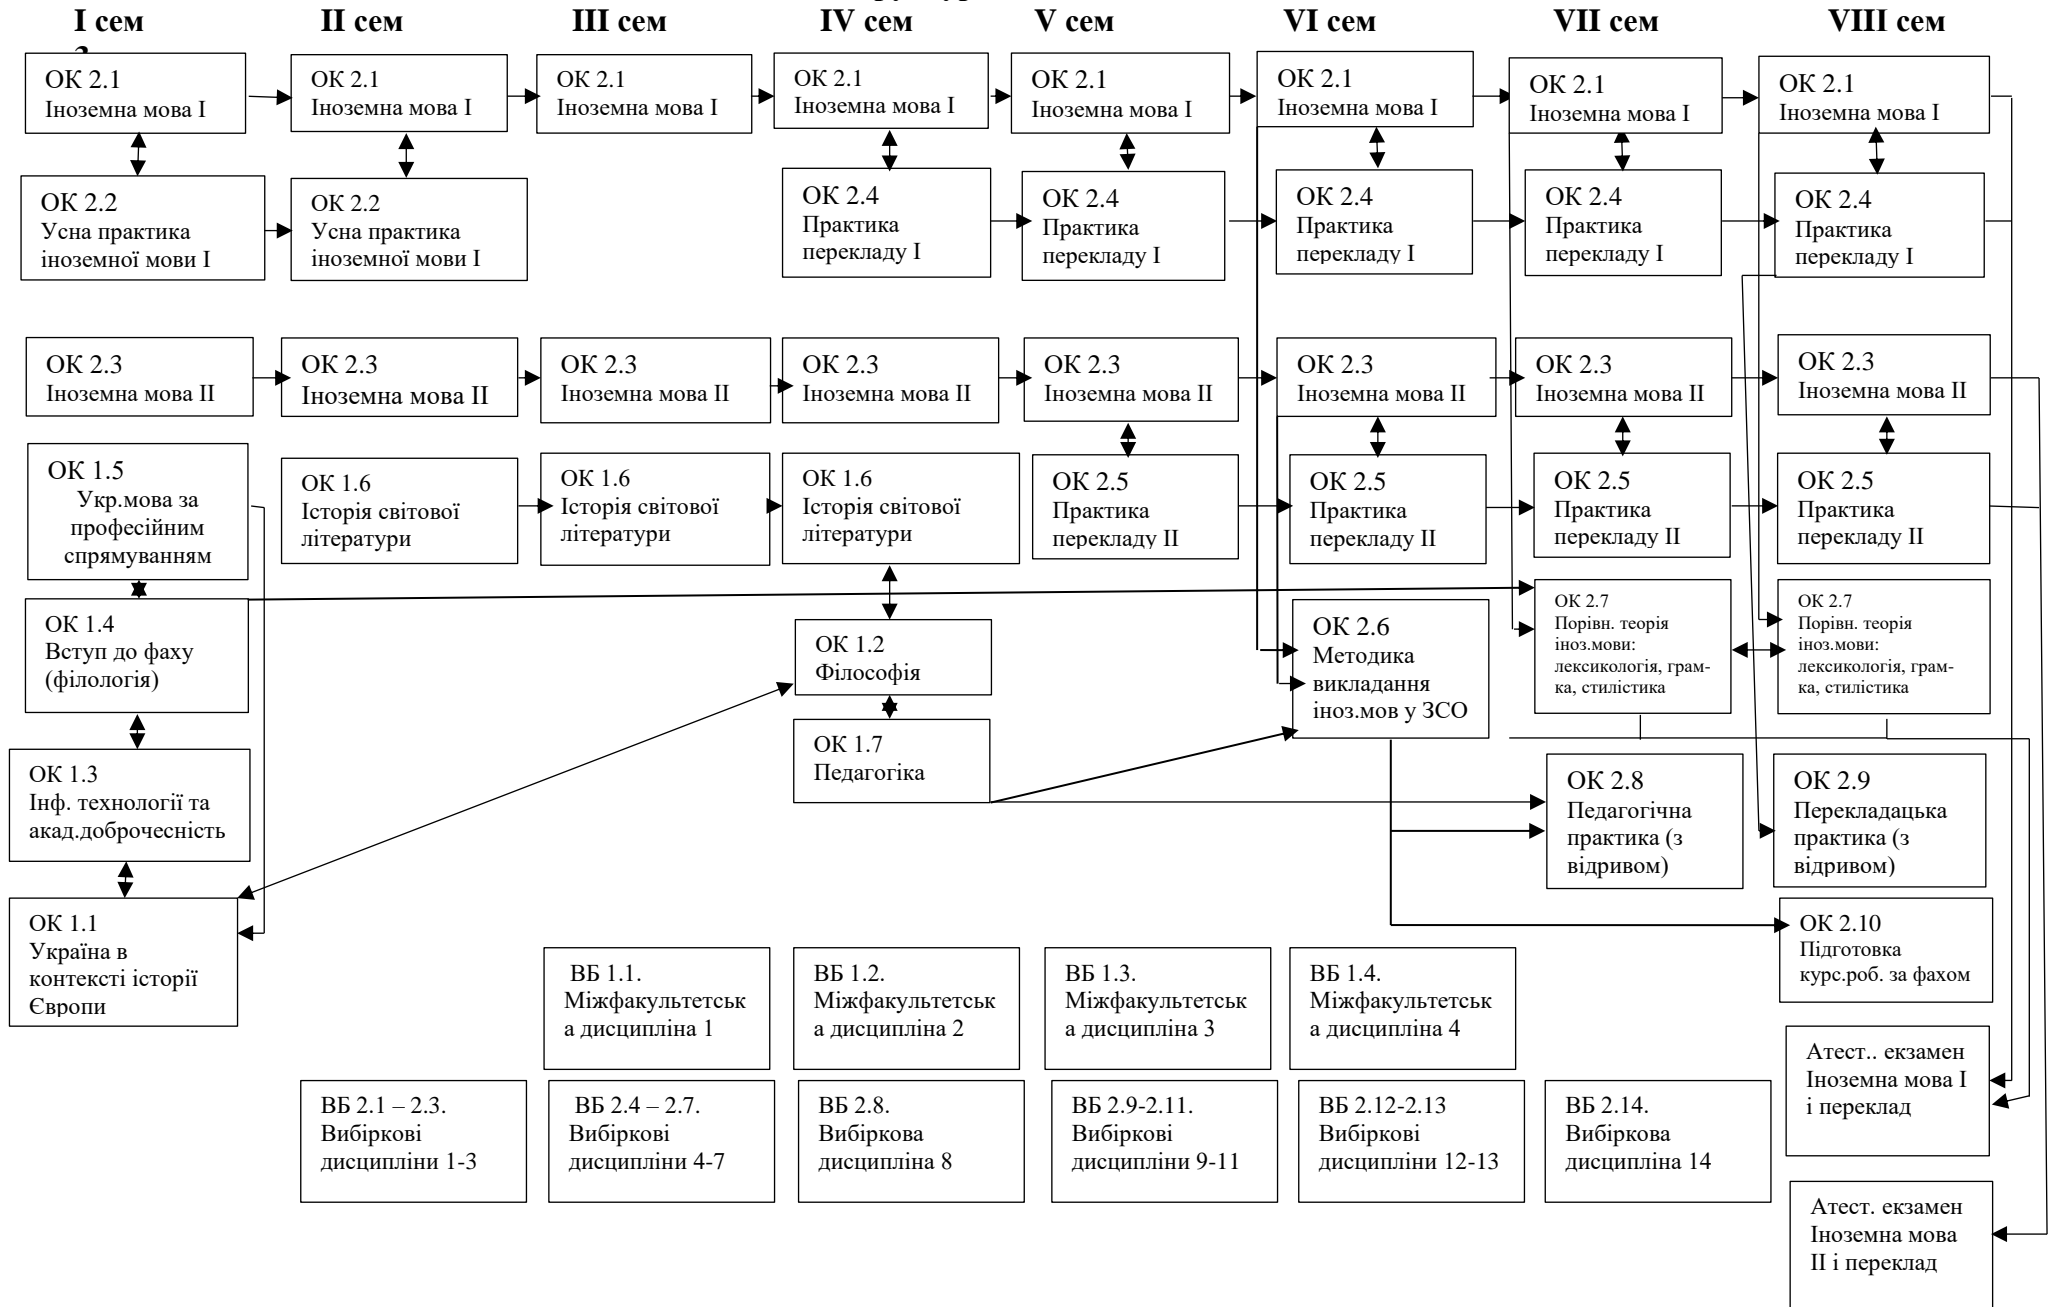 І сем
ІІ сем
ІІІ сем
IV сем
V сем
VI сем
VII сем
VIII сем
ОК 2.1
Іноземна мова І
ОК 2.1
Іноземна мова І
ОК 2.1
Іноземна мова І
ОК 2.1
Іноземна мова І
ОК 2.1
Іноземна мова І
ОК 2.1
Іноземна мова І
ОК 2.1
Іноземна мова І
ОК 2.1
Іноземна мова І
ОК 2.2
Усна практика
іноземної мови І
ОК 2.2
Усна практика
іноземної мови І
ОК 2.4
Практика
перекладу І
ОК 2.4
Практика
перекладу І
ОК 2.4
Практика
перекладу І
ОК 2.4
Практика
перекладу І
ОК 2.4
Практика
перекладу І
ОК 2.3
Іноземна мова ІІ
ОК 2.3
Іноземна мова ІІ
ОК 2.3
Іноземна мова ІІ
ОК 2.3
Іноземна мова ІІ
ОК 2.3
Іноземна мова ІІ
ОК 2.3
Іноземна мова ІІ
ОК 2.3
Іноземна мова ІІ
ОК 2.3
Іноземна мова ІІ
ОК 1.5
Укр.мова за
професійним
спрямуванням
ОК 1.6
Історія світової
літератури
ОК 1.6
Історія світової
літератури
ОК 1.6
Історія світової
літератури
ОК 2.5
Практика
перекладу ІІ
ОК 2.5
Практика
перекладу ІІ
ОК 2.5
Практика
перекладу ІІ
ОК 2.5
Практика
перекладу ІІ
ОК 1.4
Вступ до фаху
(філологія)
ОК 1.2
Філософія
ОК 2.6
Методика
викладання
іноз.мов у ЗСО
ОК 2.7
Порівн. теорія
іноз.мови:
лексикологія, грам-
ка, стилістика
ОК 2.7
Порівн. теорія
іноз.мови:
лексикологія, грам-
ка, стилістика
ОК 1.3
Інф. технології та
акад.доброчесність
ОК 1.7
Педагогіка
ОК 2.8
Педагогічна
практика (з
відривом)
ОК 2.9
Перекладацька
практика (з
відривом)
ОК 1.1
Україна в
контексті історії
Європи
ОК 2.10
Підготовка
курс.роб. за фахом
ВБ 1.1.
Міжфакультетськ
а дисципліна 1
ВБ 1.2.
Міжфакультетськ
а дисципліна 2
ВБ 1.3.
Міжфакультетськ
а дисципліна 3
ВБ 1.4.
Міжфакультетськ
а дисципліна 4
Атест.. екзамен
Іноземна мова І
і переклад
ВБ 2.1 – 2.3.
Вибіркові
дисципліни 1-3
ВБ 2.4 – 2.7.
Вибіркові
дисципліни 4-7
ВБ 2.8.
Вибіркова
дисципліна 8
ВБ 2.9-2.11.
Вибіркові
дисципліни 9-11
ВБ 2.12-2.13
Вибіркові
дисципліни 12-13
ВБ 2.14.
Вибіркова
дисципліна 14
Атест. екзамен
Іноземна мова
ІІ і переклад